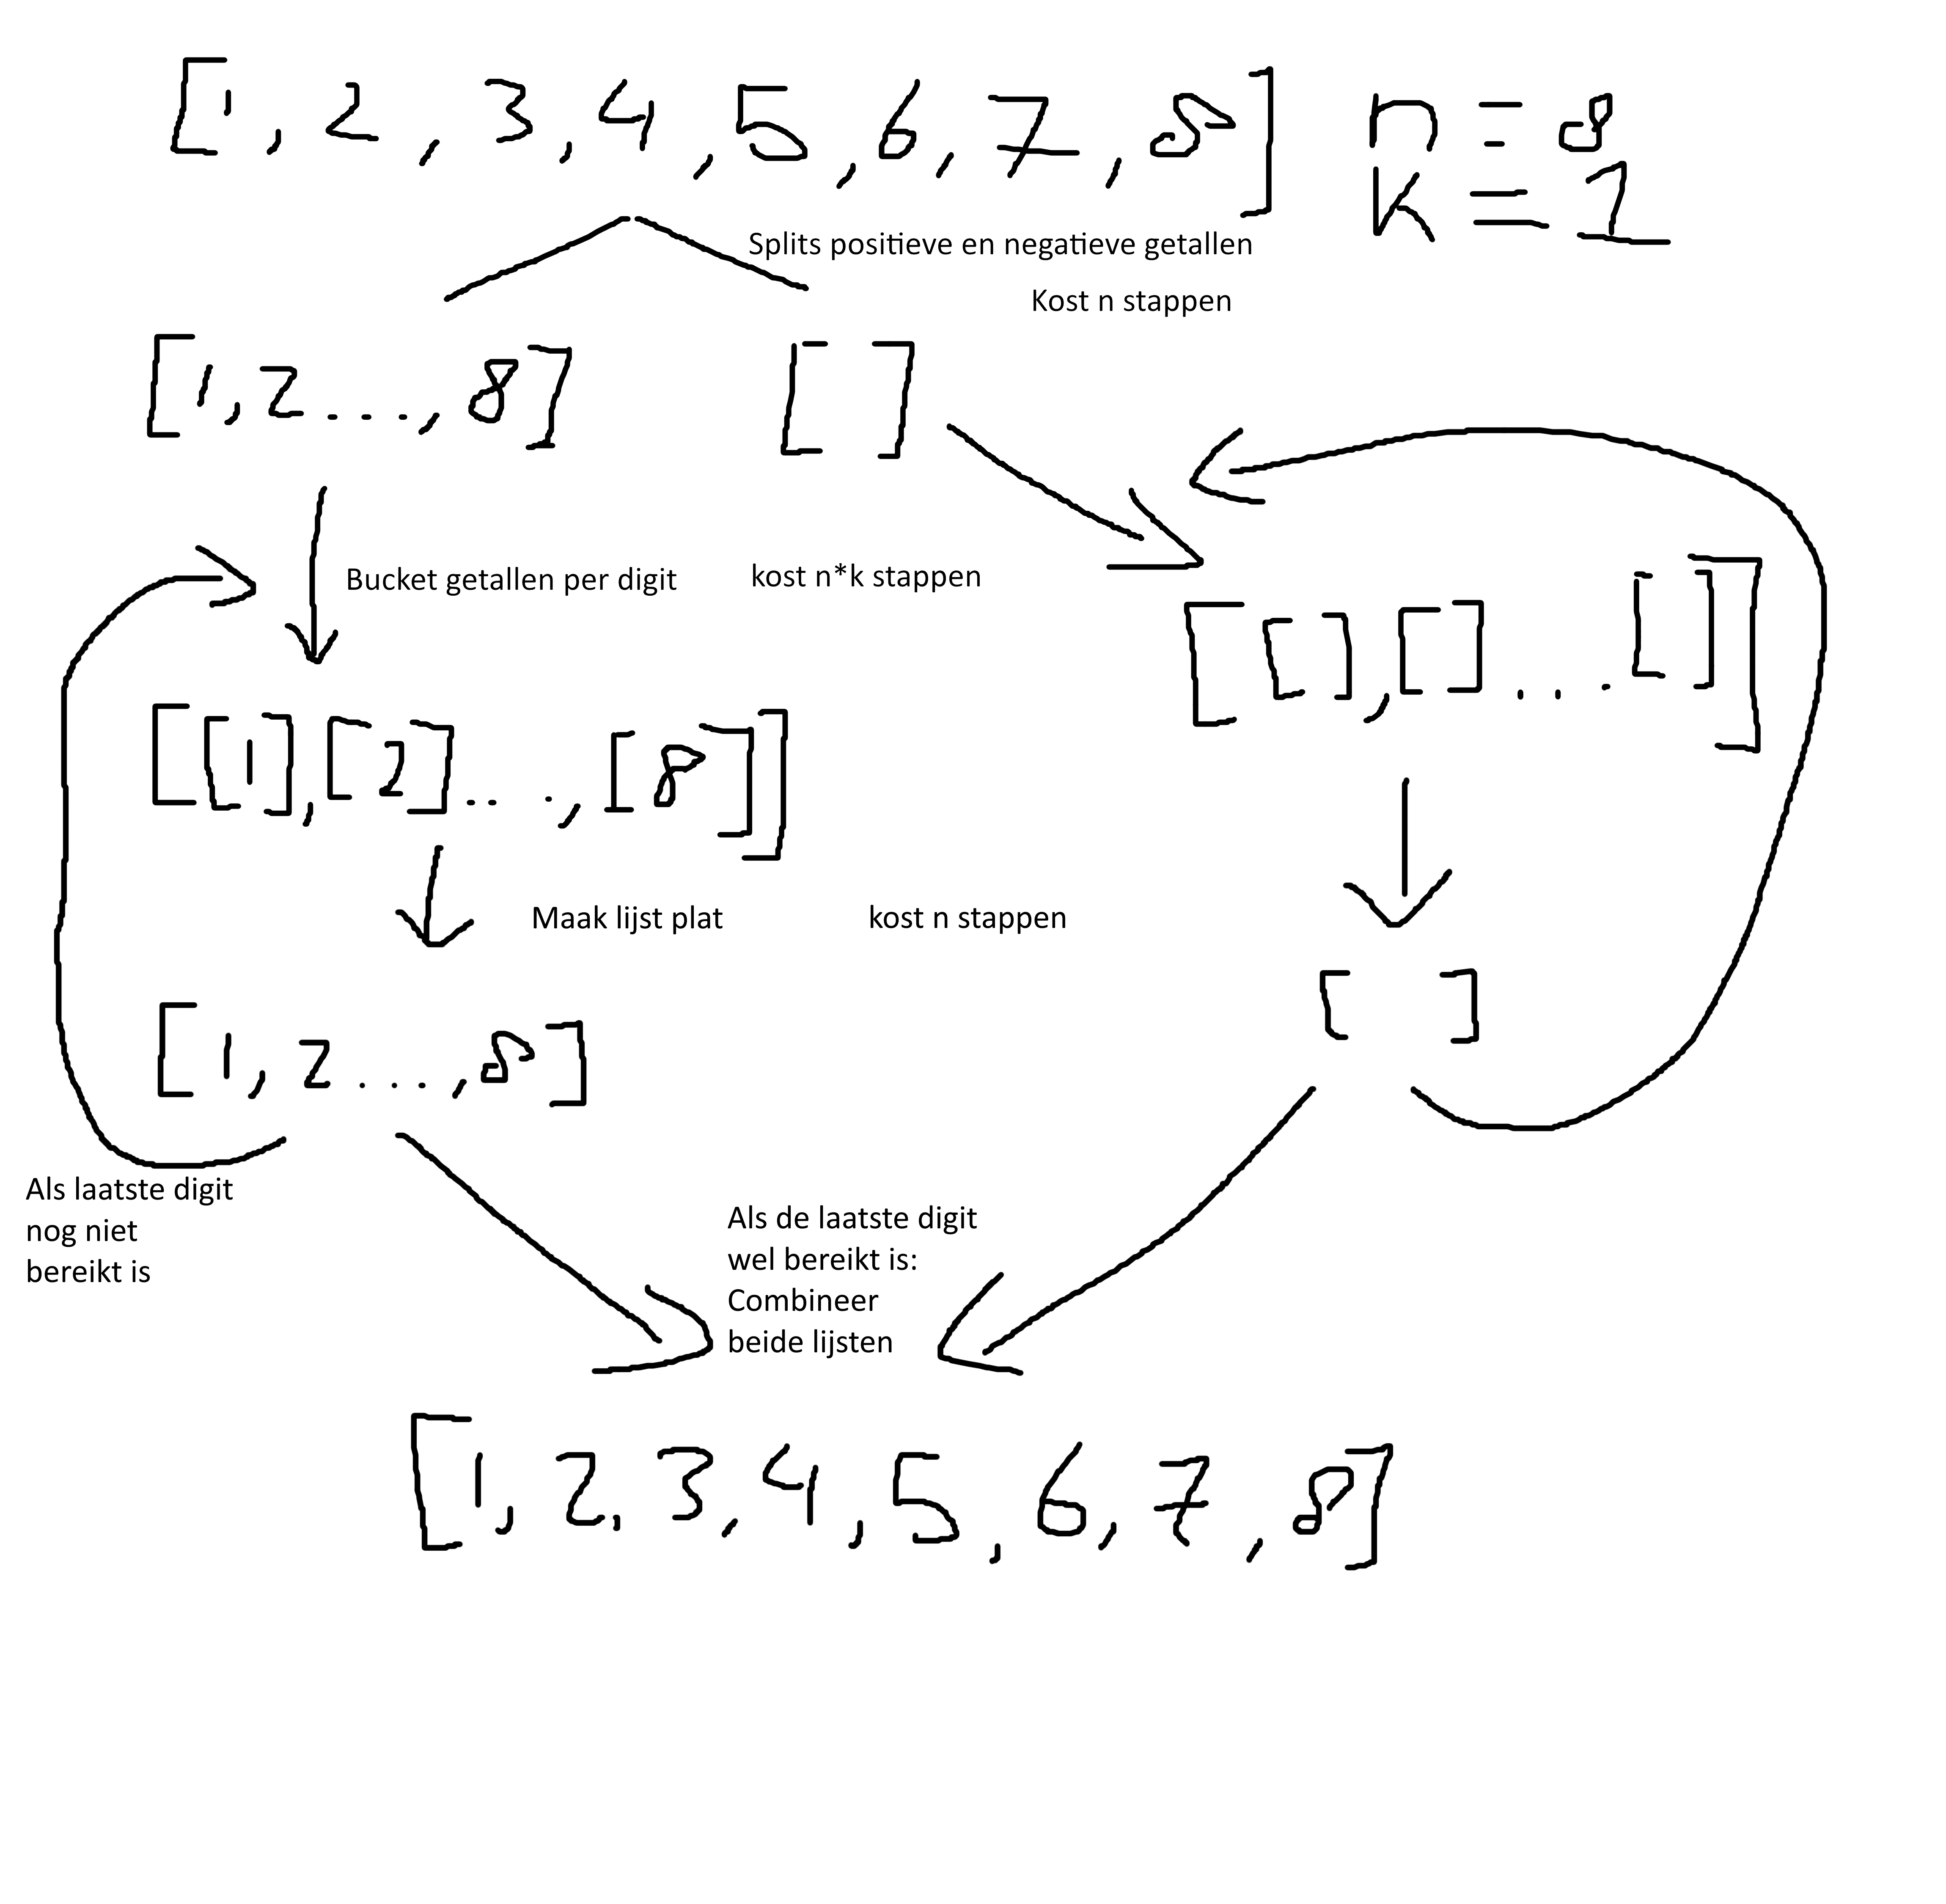 [1, 2, 3, 4, 5, 6, 7, 8] n = 8
K = 1
Splits positieve en negatieve getallen
Kost n stappen
[1, 2 ..., 8] [ ]
Bucket getallen per digit kost n*k stappen
[[ ], [ ] ... [ ]]
[[1], [2] ..., [8]]
Maak lijst plat kost n stappen
[ ]
[1, 2 ..., 8]
Als laatste digit
nog niet
bereikt is
Als de laatste digit
wel bereikt is:
Combineer
beide lijsten
[1, 2, 3, 4, 5, 6, 7, 8]